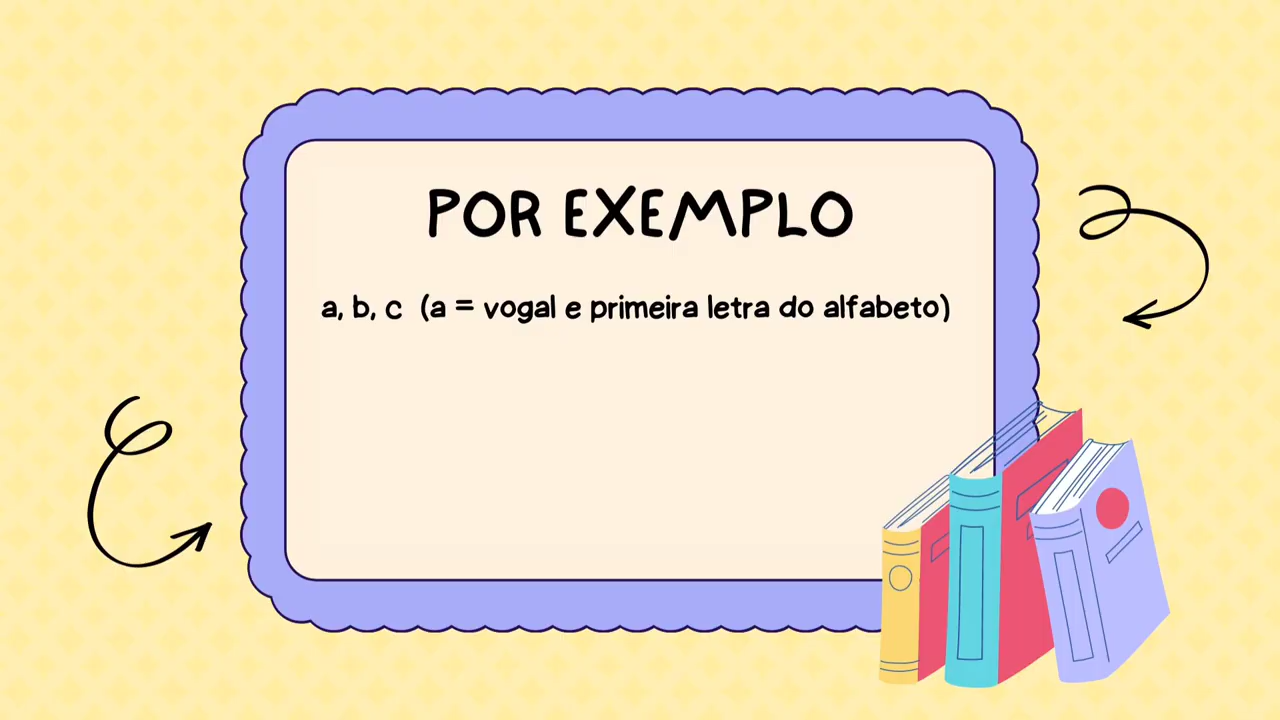 POR EXEMPLO
a, b, c (a = vogal e primeira letra do alfabeto)